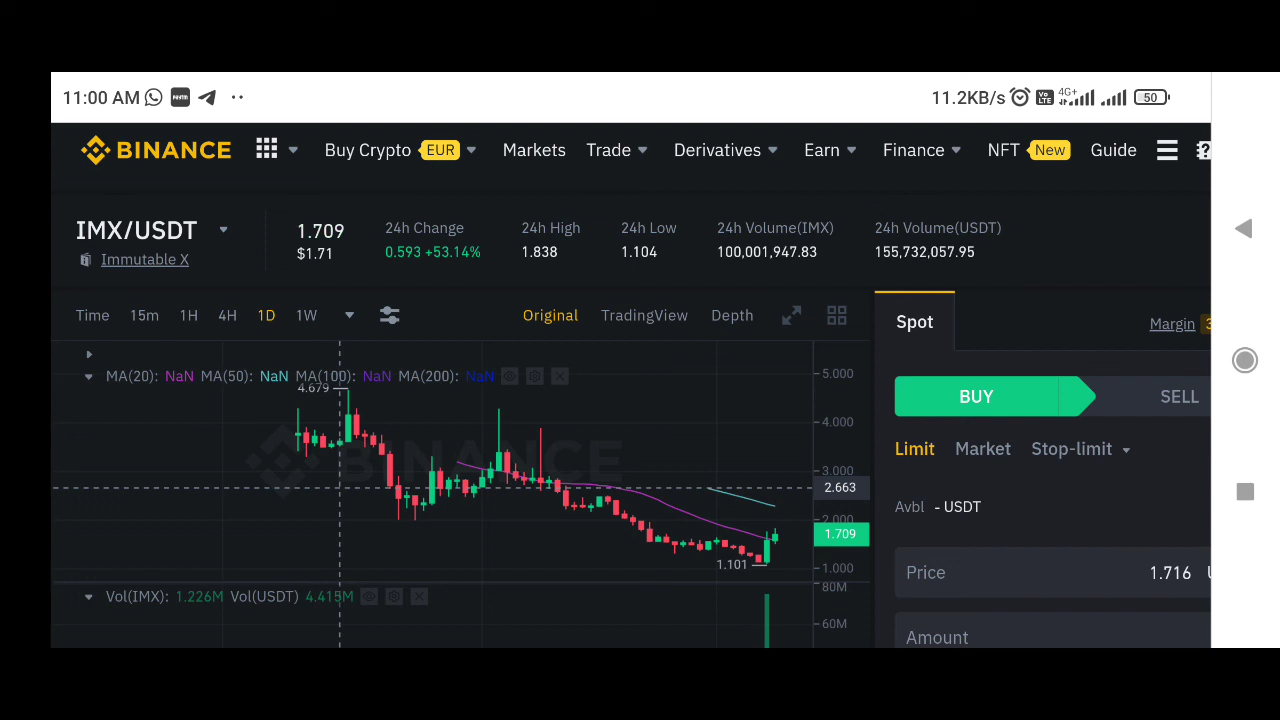 11:00 AM
11.2KB/s Vo LTE 4G+ 50
BINANCE Buy Crypto EUR Markets Trade Derivatives Earn Finance NFT New Guide
IMX/USDT
Immutable X
1.709
$1.71
24h Change
0.593 +53.14%
24h High
1.838
24h Low
1.104
24h Volume(IMX)
100,001,947.83
24h Volume(USDT)
155,732,057.95
Time 15m 1H 4H 1D 1W Original TradingView Depth
MA(20): NaN MA(50): NaN MA(100): NaN MA(200): NaN
4.679
BINANCE
1.101
5.000
4.000
3.000
2.663
2.000
1.709
1.000
Vol(IMX): 1.226M Vol(USDT) 4.415M
80M
60M
Spot Margin
BUY SELL
Limit Market Stop-limit
Avbl - USDT
Price 1.716
Amount